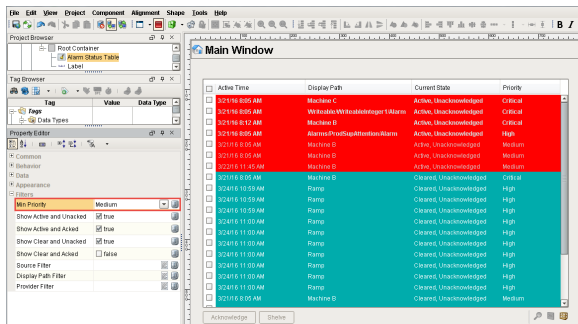 File Edit View Project Component Alignment Shape Tools Help
B I
Project Browser
Root Container
Alarm Status Table
Label
Tag Browser
Tag Value Data Type
Tags
Data Types
Property Editor
Common
Behavior
Data
Appearance
Filters
Min Priority Medium
Show Active and Unacked true
Show Active and Acked true
Show Clear and Unacked true
Show Clear and Acked false
Source Filter
Display Path Filter
Provider Filter
Main Window
Active Time Display Path Current State Priority
3/21/16 8:05 AM Machine C Active, Unacknowledged Critical
3/21/16 8:05 AM Writeable/WriteableInteger1/Alarm Active, Unacknowledged Critical
3/21/16 8:12 AM Machine B Active, Unacknowledged Critical
3/21/16 8:05 AM Alarms/ProdSupAttention/Alarm Active, Unacknowledged High
3/21/16 8:05 AM Machine B Active, Unacknowledged Medium
3/21/16 8:05 AM Machine B Active, Unacknowledged Medium
3/22/16 11:45 AM Machine B Active, Unacknowledged Medium
3/21/16 8:05 AM Machine B Cleared, Unacknowledged Critical
3/24/16 10:59 AM Ramp Cleared, Unacknowledged High
3/24/16 10:59 AM Ramp Cleared, Unacknowledged High
3/24/16 10:59 AM Ramp Cleared, Unacknowledged High
3/24/16 11:00 AM Ramp Cleared, Unacknowledged High
3/24/16 11:00 AM Ramp Cleared, Unacknowledged High
3/24/16 11:00 AM Ramp Cleared, Unacknowledged High
3/24/16 11:00 AM Ramp Cleared, Unacknowledged High
3/24/16 11:00 AM Ramp Cleared, Unacknowledged High
3/24/16 11:00 AM Ramp Cleared, Unacknowledged High
3/21/16 8:05 AM Machine B Cleared, Unacknowledged Medium
Acknowledge Shelve